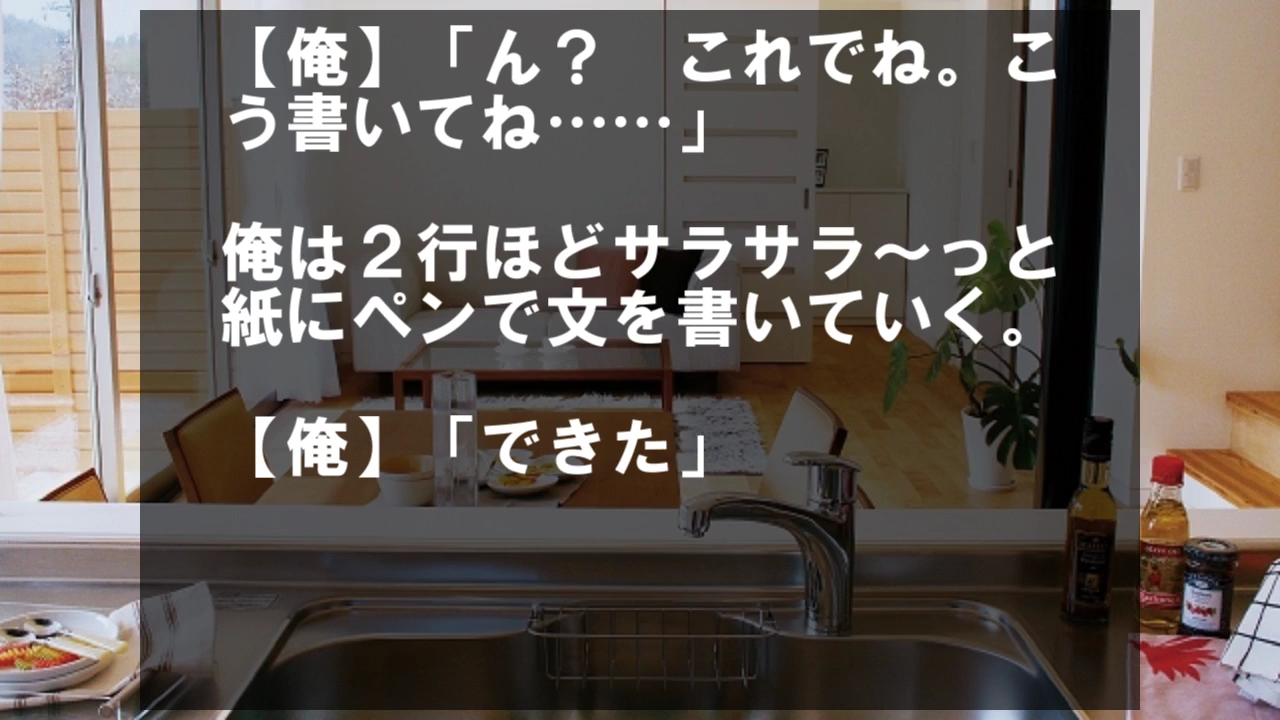 【俺】「ん？　これでね。こ
う書いてね……」
俺は２行ほどサラサラ～っと
紙にペンで文を書いていく。
【俺】「できた」